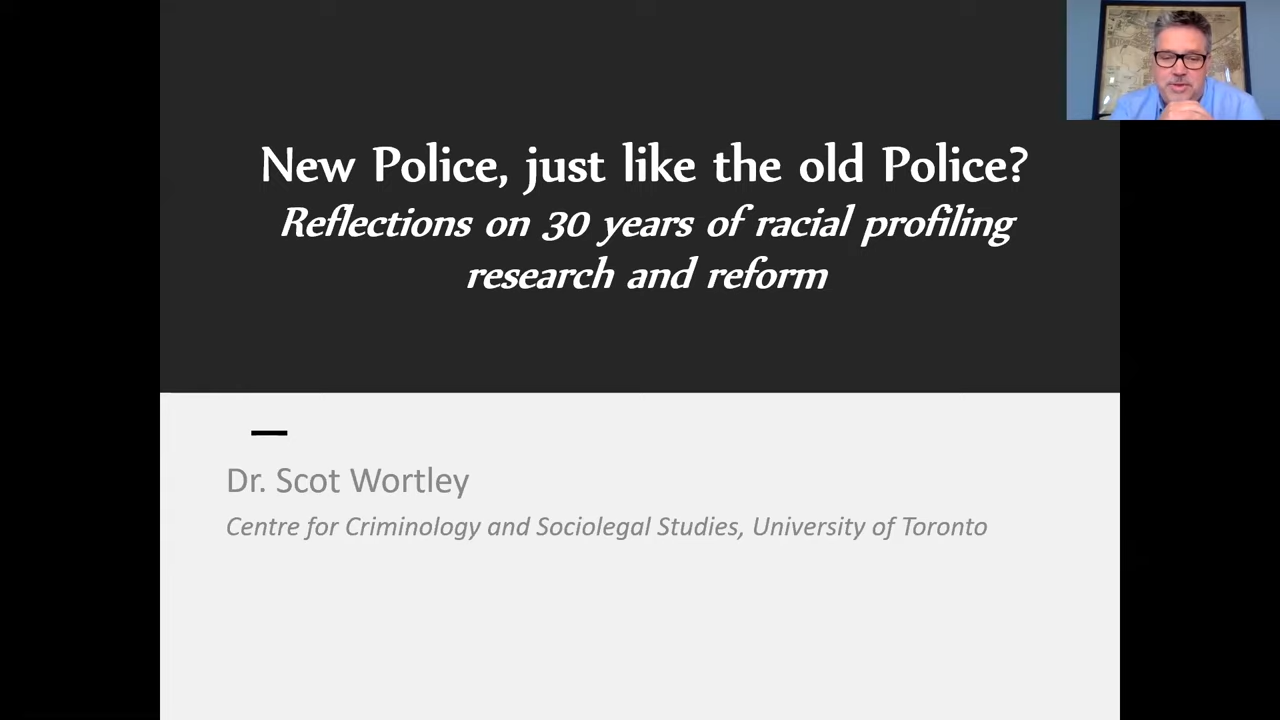 New Police, just like the old Police?
Reflections on 30 years of racial profiling
research and reform
Dr. Scot Wortley
Centre for Criminology and Sociolegal Studies, University of Toronto